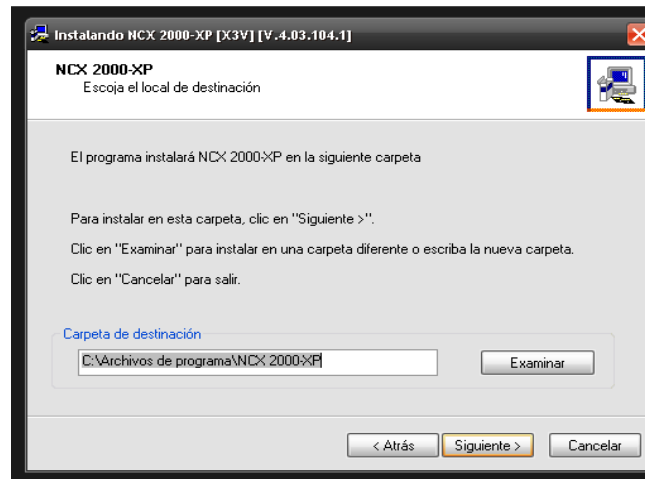 Instalando NCX 2000-XP [X3V] [V.4.03.104.1]
NCX 2000-XP
Escoja el local de destinación
El programa instalará NCX 2000-XP en la siguiente carpeta
Para instalar en esta carpeta, clic en "Siguiente >".
Clic en "Examinar" para instalar en una carpeta diferente o escriba la nueva carpeta.
Clic en "Cancelar" para salir.
Carpeta de destinación
C:\Archivos de programa\NCX 2000-XP
Examinar
< Atrás Siguiente > Cancelar